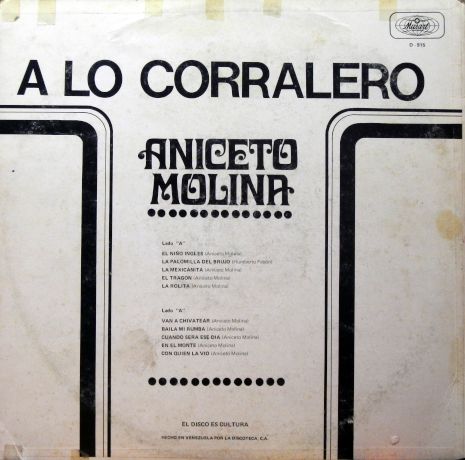 Musart
D - 915
A LO CORRALERO
ANICETO
MOLINA
Lado "A"
EL NIÑO INGLES (Aniceto Molina)
LA PALOMILLA DEL BRUJO (Humberto Pabón)
LA MEXICANITA (Aniceto Molina)
EL TRAGON (Aniceto Molina)
LA ROLITA (Aniceto Molina)
Lado "A"
VAN A CHIVATEAR (Aniceto Molina)
BAILA MI RUMBA (Aniceto Molina)
CUANDO SERA ESE DIA (Aniceto Molina)
EN EL MONTE (Aniceto Molina)
CON QUIEN LA VIO (Aniceto Molina)
EL DISCO ES CULTURA
HECHO EN VENEZUELA POR LA DISCOTECA, C.A.